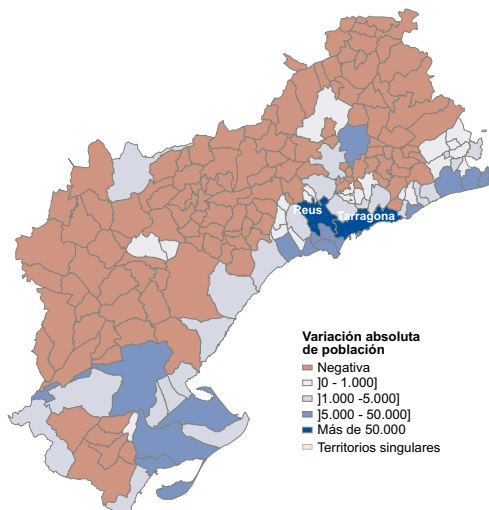 Reus
Tarragona
Variación absoluta
de población
Negativa
]0 - 1.000]
]1.000 -5.000]
]5.000 - 50.000]
Más de 50.000
Territorios singulares